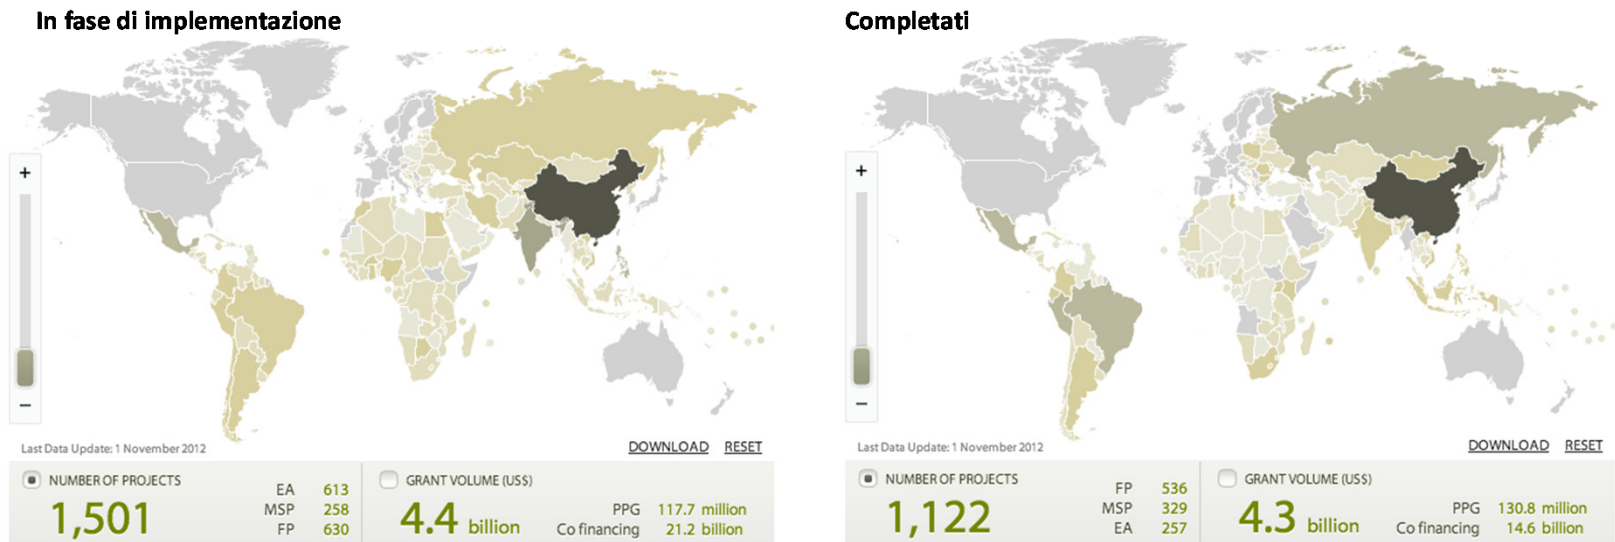 In fase di implementazione
+
−
Last Data Update: 1 November 2012
DOWNLOAD RESET
NUMBER OF PROJECTS
1,501
EA 613
MSP 258
FP 630
GRANT VOLUME (US$)
4.4 billion
PPG 117.7 million
Co financing 21.2 billion
Completati
+
−
Last Data Update: 1 November 2012
DOWNLOAD RESET
NUMBER OF PROJECTS
1,122
FP 536
MSP 329
EA 257
GRANT VOLUME (US$)
4.3 billion
PPG 130.8 million
Co financing 14.6 billion